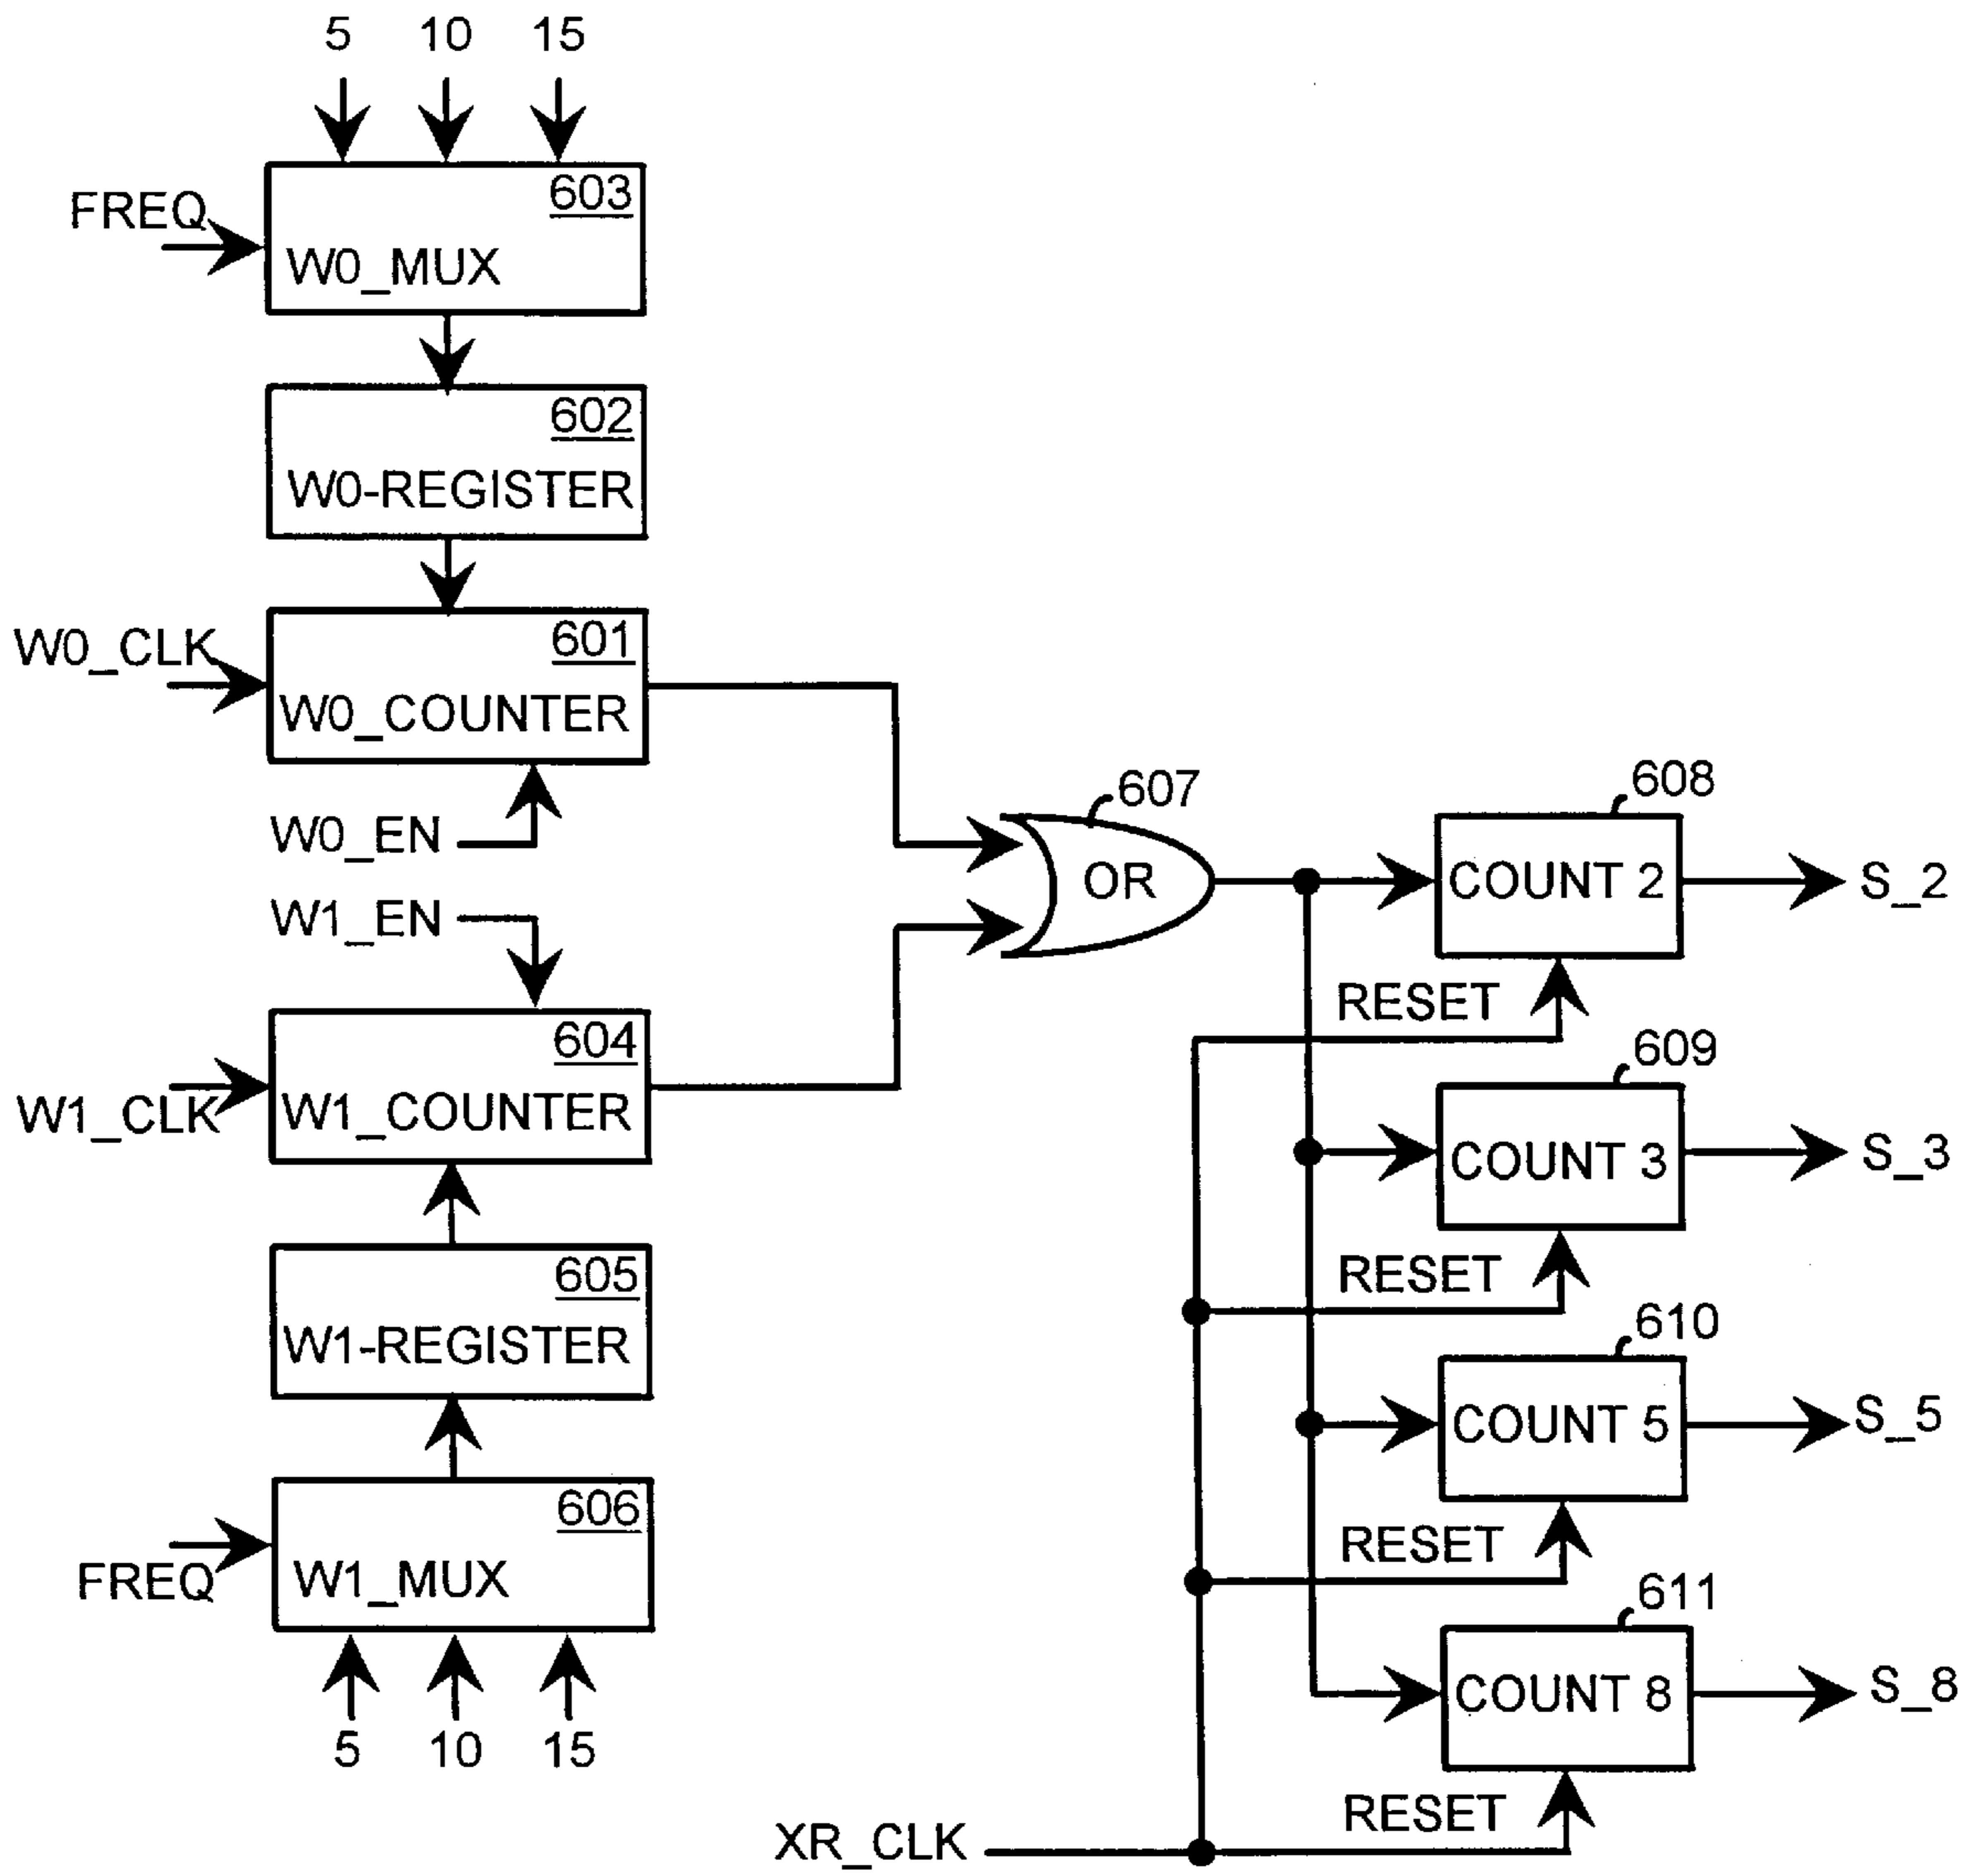 5 10 15
603
FREQ
W0_MUX
602
W0-REGISTER
W0_CLK
601
W0_COUNTER
W0_EN
W1_EN
604
W1_CLK
W1_COUNTER
605
W1-REGISTER
606
FREQ
W1_MUX
5 10 15
607
OR
608
COUNT 2
S_2
RESET
609
COUNT 3
S_3
RESET
610
COUNT 5
S_5
RESET
611
COUNT 8
S_8
RESET
XR_CLK